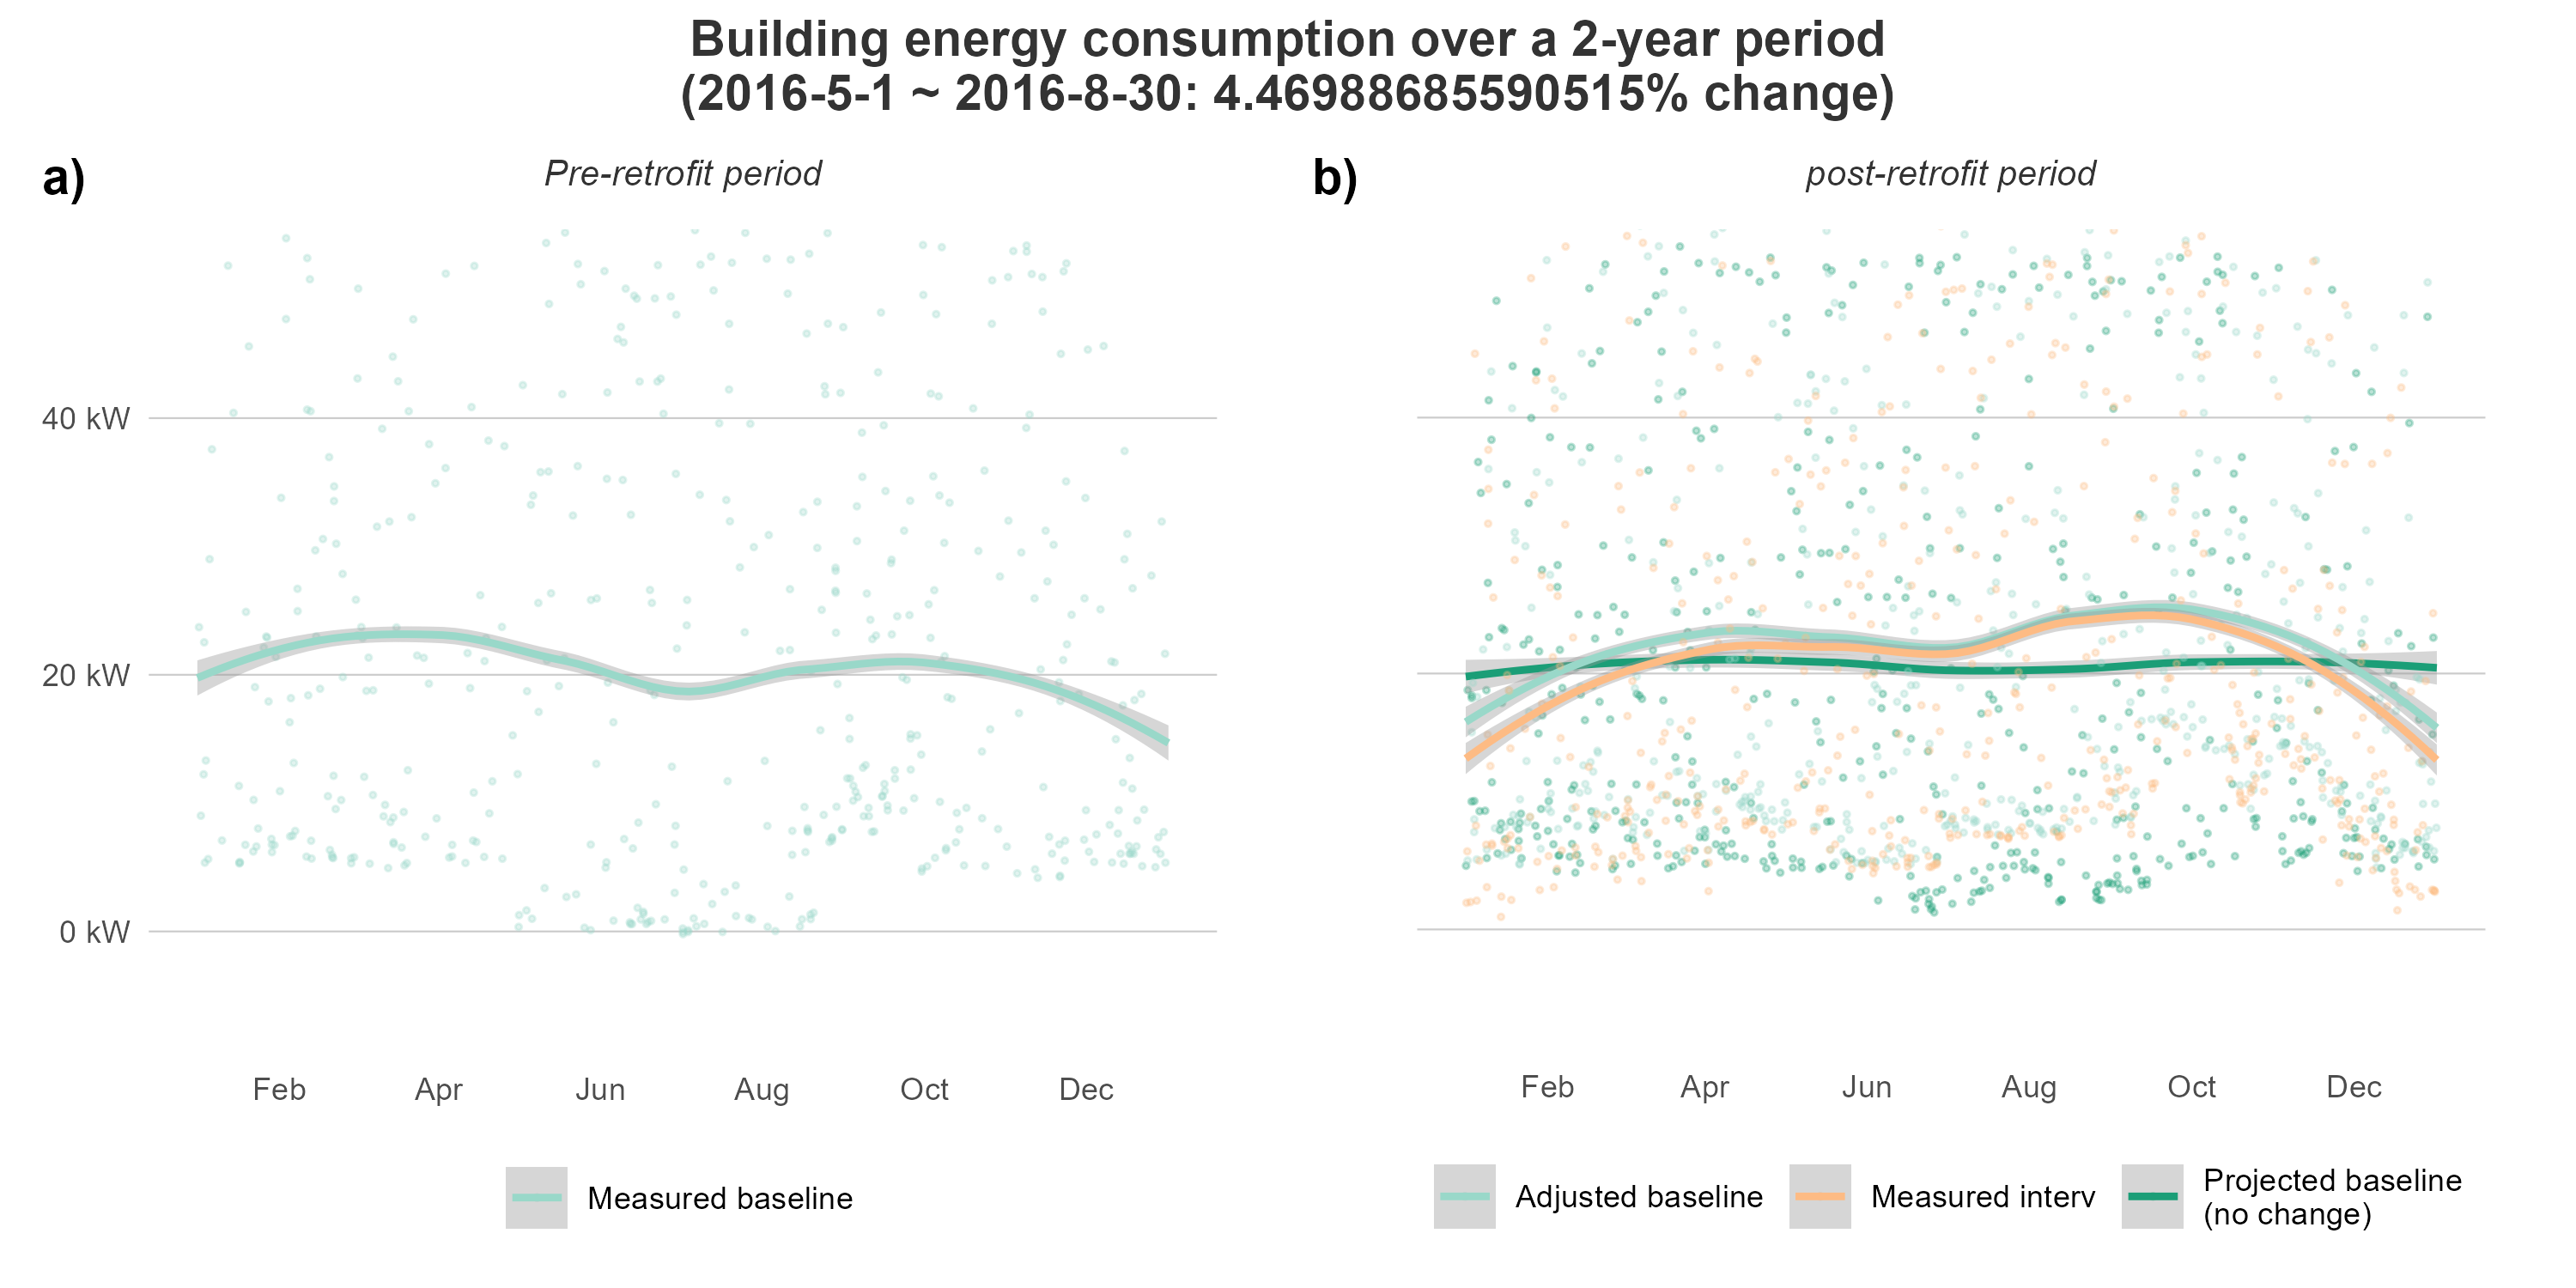 Building energy consumption over a 2-year period
(2016-5-1 ~ 2016-8-30: 4.46988685590515% change)
a)
Pre-retrofit period
40 kW
20 kW
0 kW
Feb Apr Jun Aug Oct Dec
Measured baseline
b)
post-retrofit period
Feb Apr Jun Aug Oct Dec
Adjusted baseline
Measured interv
Projected baseline
(no change)